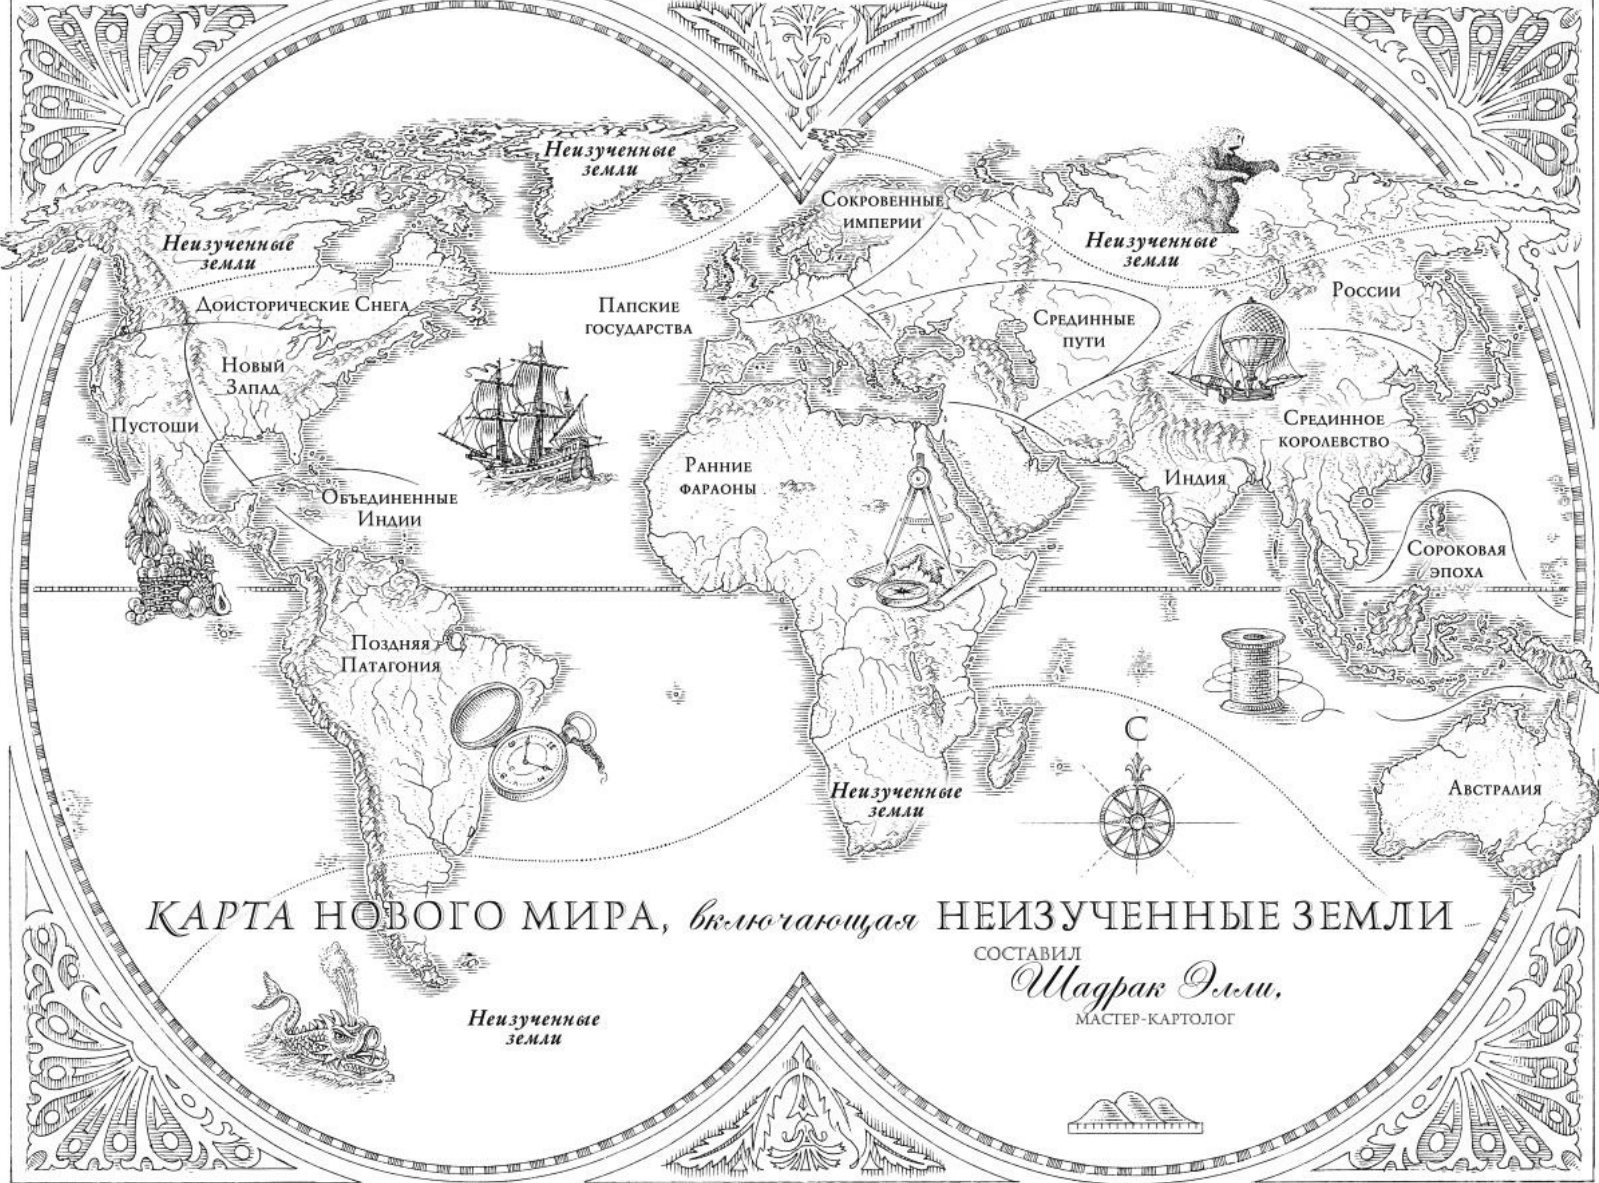 Неизученные
земли
Сокровенные
империи
Неизученные
земли
Неизученные
земли
Доисторические Снега
Папские
государства
России
Срединные
пути
Новый
Запад
Пустоши
Срединное
королевство
Ранние
фараоны
Индия
Объединенные
Индии
Сороковая
эпоха
Поздняя
Патагония
С
Неизученные
земли
Австралия
КАРТА НОВОГО МИРА, включающая НЕИЗУЧЕННЫЕ ЗЕМЛИ
СОСТАВИЛ
Шадрак Элли,
МАСТЕР-КАРТОЛОГ
Неизученные
земли